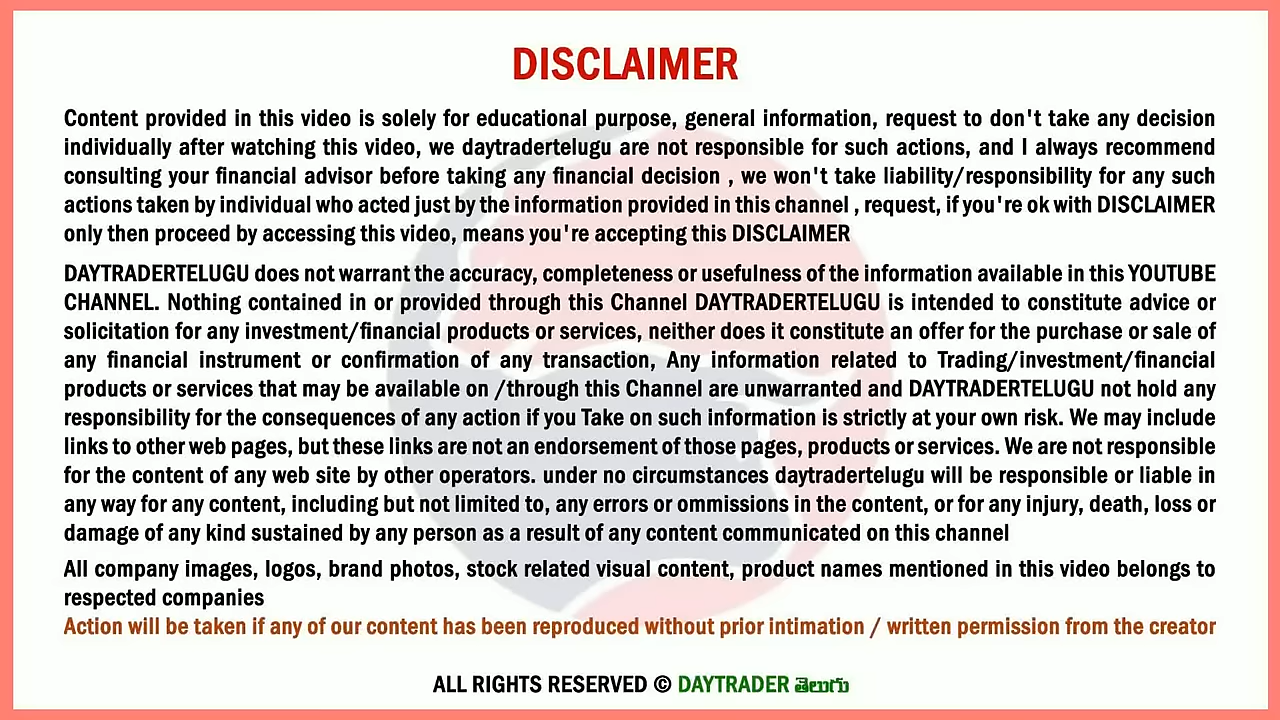 DISCLAIMER
Content provided in this video is solely for educational purpose, general information, request to don't take any decision
individually after watching this video, we daytradertelugu are not responsible for such actions, and I always recommend
consulting your financial advisor before taking any financial decision , we won't take liability/responsibility for any such
actions taken by individual who acted just by the information provided in this channel , request, if you're ok with DISCLAIMER
only then proceed by accessing this video, means you're accepting this DISCLAIMER
DAYTRADERTELUGU does not warrant the accuracy, completeness or usefulness of the information available in this YOUTUBE
CHANNEL. Nothing contained in or provided through this Channel DAYTRADERTELUGU is intended to constitute advice or
solicitation for any investment/financial products or services, neither does it constitute an offer for the purchase or sale of
any financial instrument or confirmation of any transaction, Any information related to Trading/investment/financial
products or services that may be available on /through this Channel are unwarranted and DAYTRADERTELUGU not hold any
responsibility for the consequences of any action if you Take on such information is strictly at your own risk. We may include
links to other web pages, but these links are not an endorsement of those pages, products or services. We are not responsible
for the content of any web site by other operators. under no circumstances daytradertelugu will be responsible or liable in
any way for any content, including but not limited to, any errors or ommissions in the content, or for any injury, death, loss or
damage of any kind sustained by any person as a result of any content communicated on this channel
All company images, logos, brand photos, stock related visual content, product names mentioned in this video belongs to
respected companies
Action will be taken if any of our content has been reproduced without prior intimation / written permission from the creator
ALL RIGHTS RESERVED © DAYTRADER తెలుగు